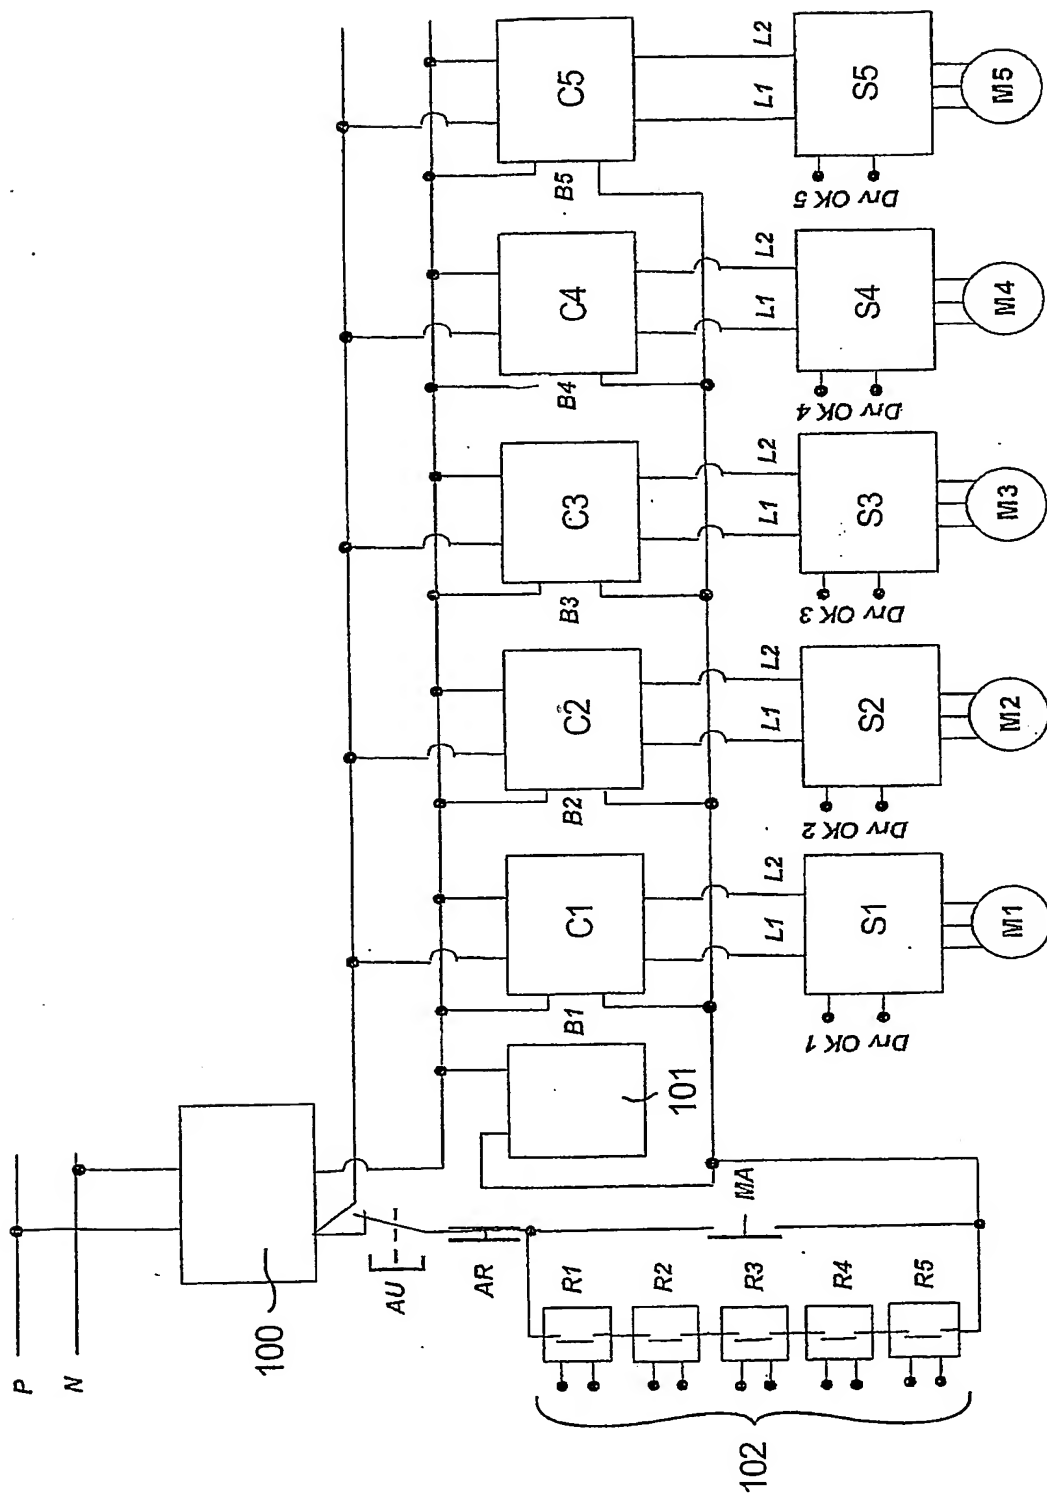 P
N
100
AU
AR
MA
R1
R2
R3
R4
R5
102
101
C1
C2
C3
C4
C5
B1
B2
B3
B4
B5
L1
L2
L1
L2
L1
L2
L1
L2
L1
L2
S1
S2
S3
S4
S5
Drv OK 1
Drv OK 2
Drv OK 3
Drv OK 4
Drv OK 5
M1
M2
M3
M4
M5